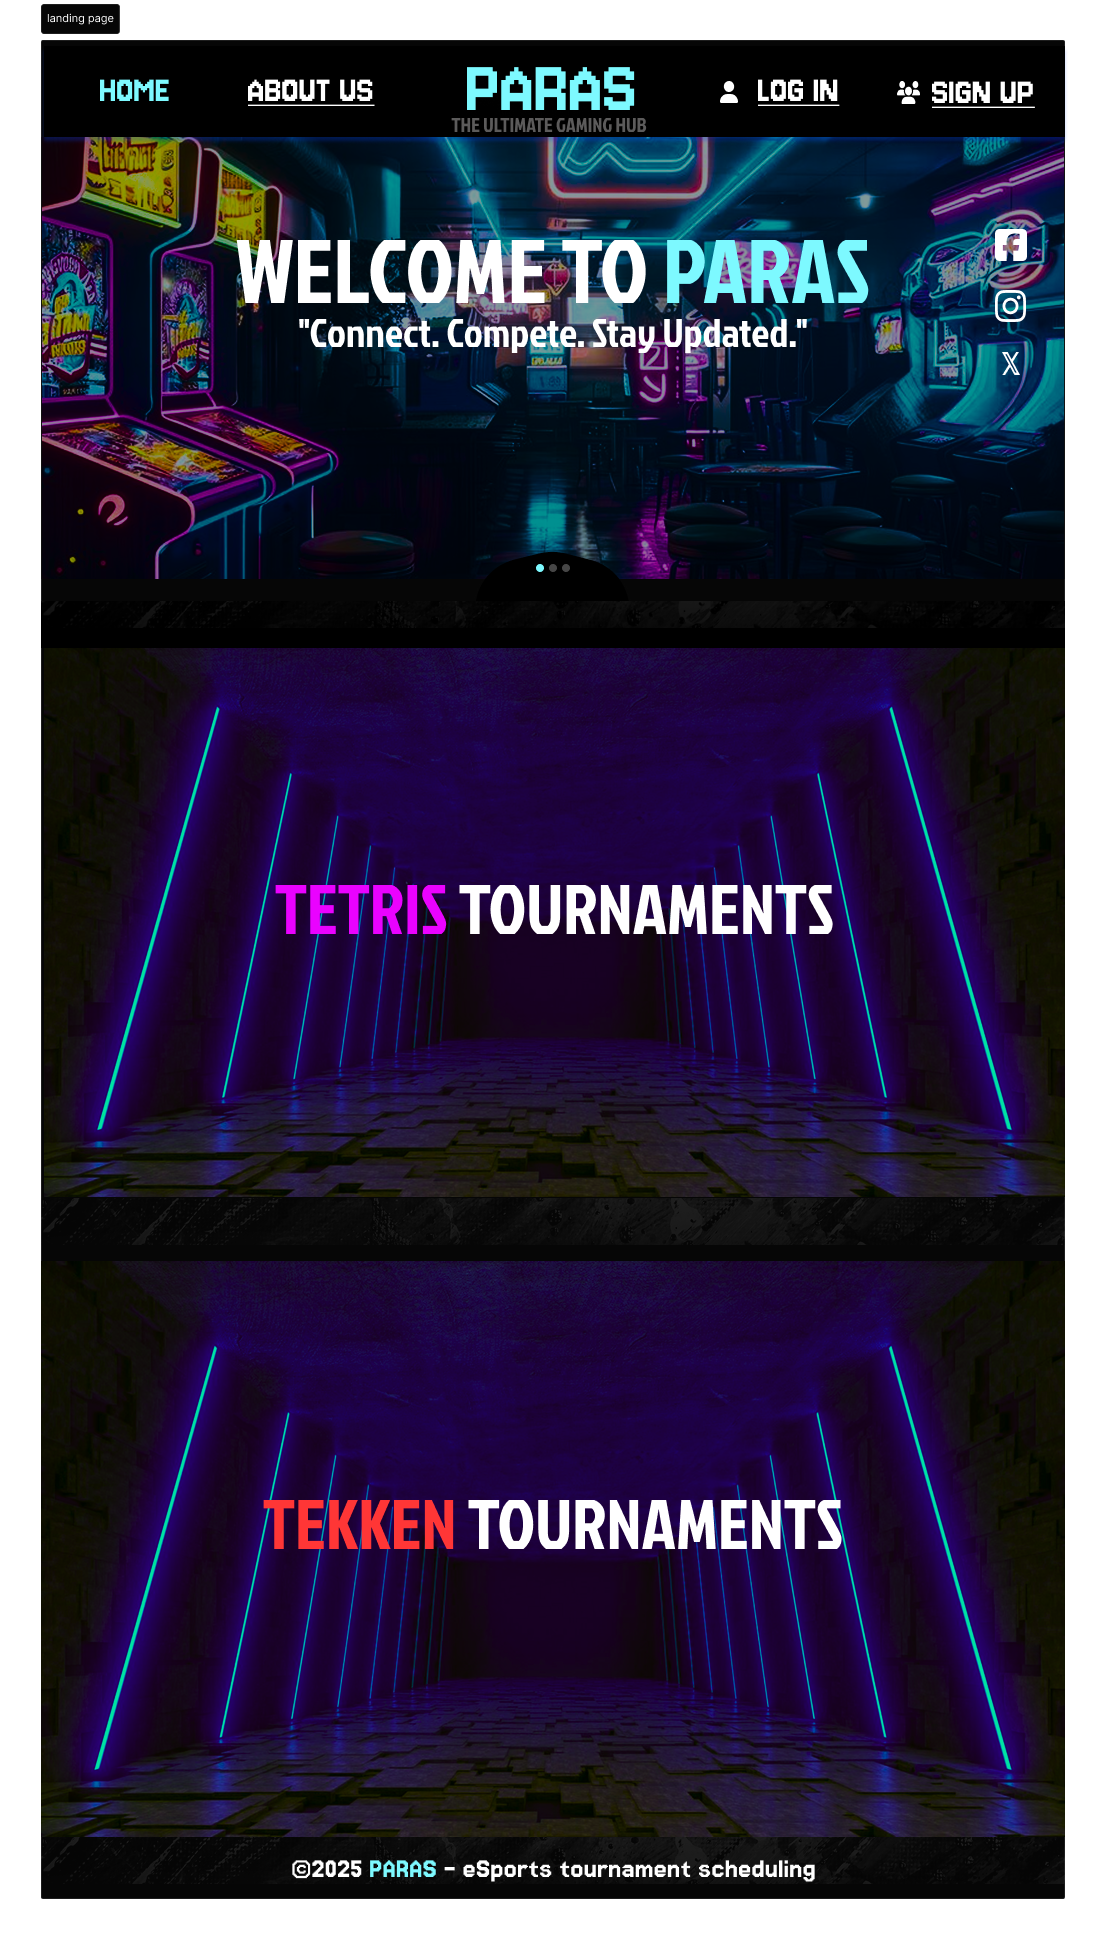 landing page
HOME
ABOUT US
PARAS
THE ULTIMATE GAMING HUB
LOG IN
SIGN UP
WELCOME TO PARAS
"Connect. Compete. Stay Updated."
TETRIS TOURNAMENTS
TEKKEN TOURNAMENTS
©2025 PARAS - eSports tournament scheduling